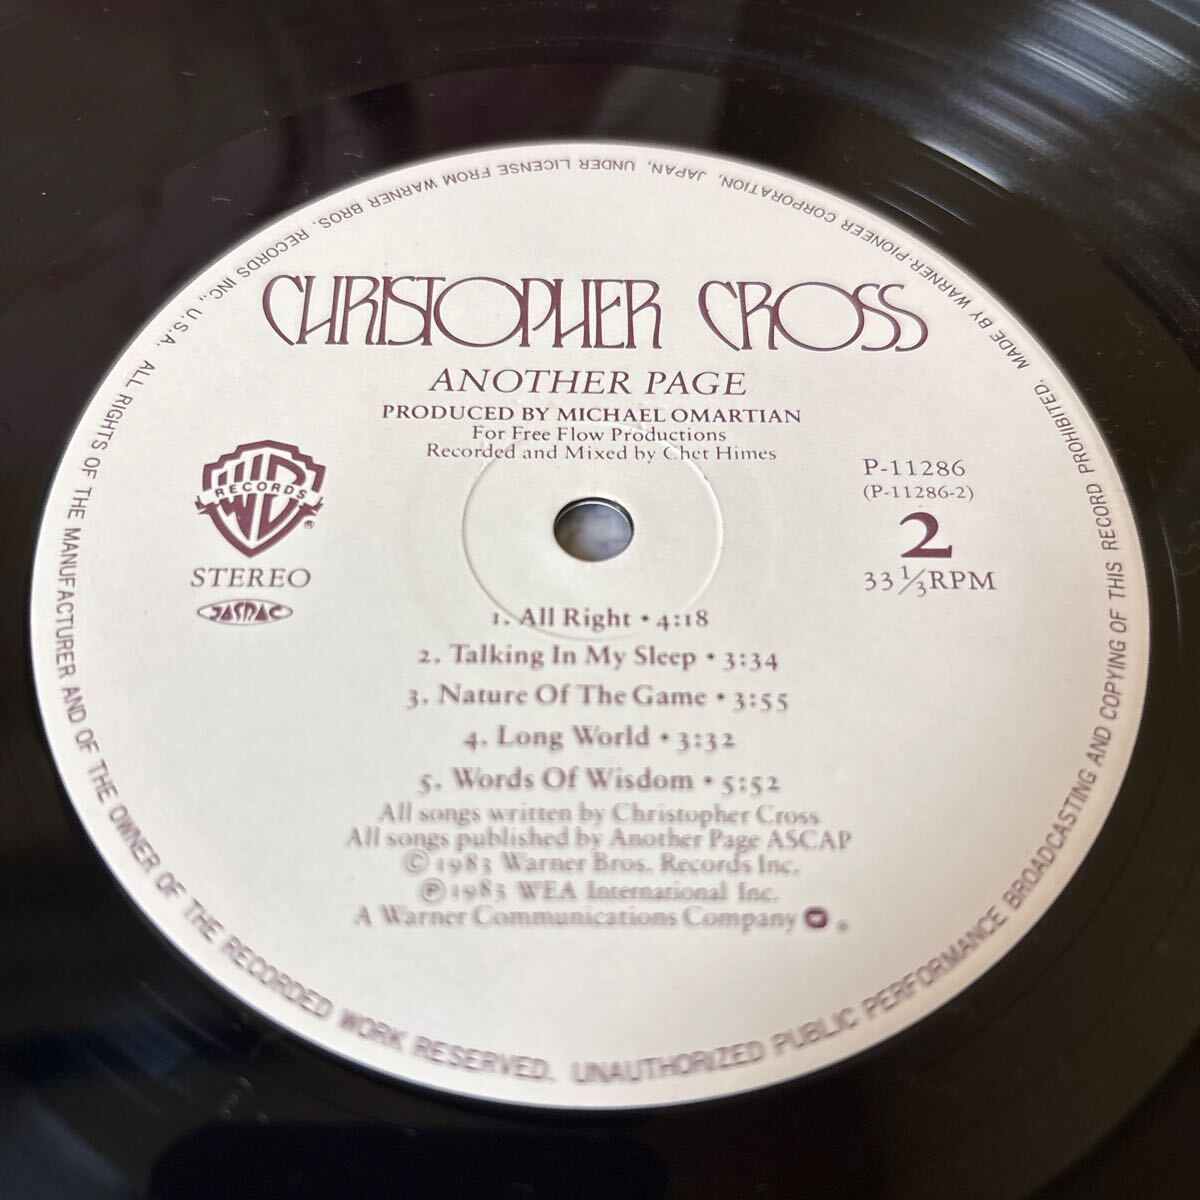 CHRISTOPHER CROSS
ANOTHER PAGE
PRODUCED BY MICHAEL OMARTIAN
For Free Flow Productions
Recorded and Mixed by Chet Himes
WB
RECORDS
®
STEREO
JASRAC
P-11286
(P-11286-2)
2
33 1/3 RPM
1. All Right • 4:18
2. Talking In My Sleep • 3:34
3. Nature Of The Game • 3:55
4. Long World • 3:32
5. Words Of Wisdom • 5:52
All songs written by Christopher Cross
All songs published by Another Page ASCAP
© 1983 Warner Bros. Records Inc.
℗ 1983 WEA International Inc.
A Warner Communications Company
MADE BY WARNER-PIONEER CORPORATION, JAPAN, UNDER LICENSE FROM WARNER BROS. RECORDS INC., U.S.A. ALL RIGHTS OF THE MANUFACTURER AND OF THE OWNER OF THE RECORDED WORK RESERVED. UNAUTHORIZED PUBLIC PERFORMANCE BROADCASTING AND COPYING OF THIS RECORD PROHIBITED.